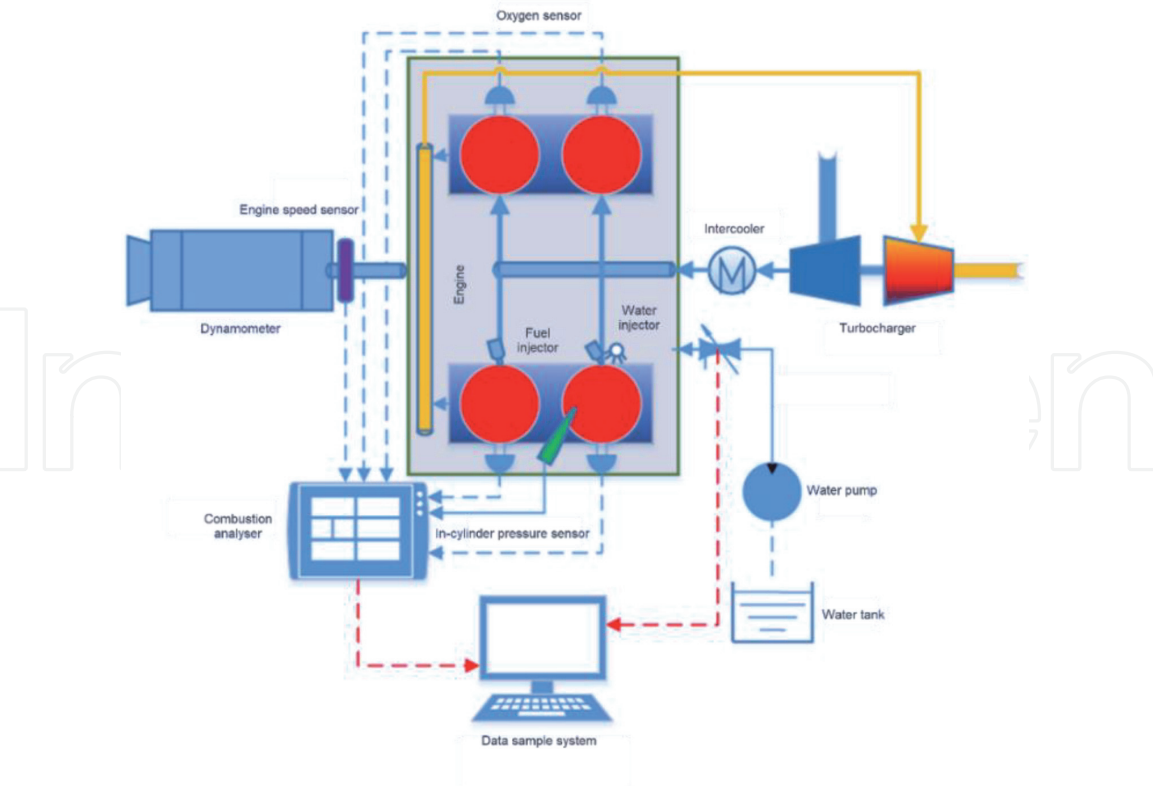 Oxygen sensor
Engine speed sensor
Intercooler
Engine
Water
injector
Fuel
injector
Dynamometer
Turbocharger
Water pump
Combustion
analyser
In-cylinder pressure sensor
Water tank
Data sample system